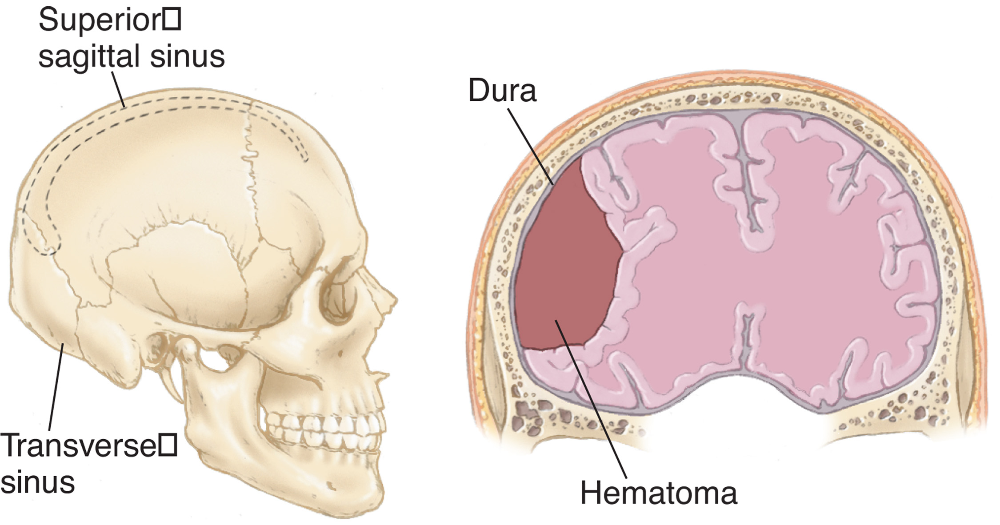 Superior□
sagittal sinus
Dura
Transverse□
sinus
Hematoma